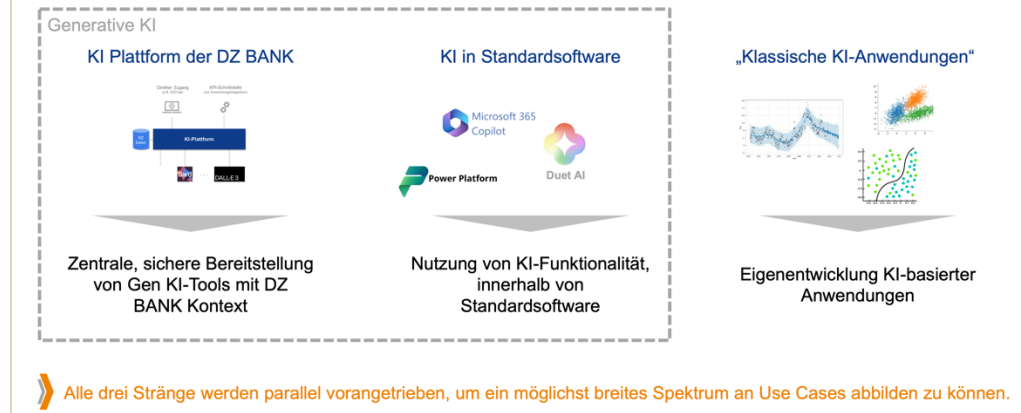 Generative KI
KI Plattform der DZ BANK
Direkter Zugang
API-Schnittstelle
DZ
Daten
KI-Plattform
Bard
DALL·E 3
Zentrale, sichere Bereitstellung
von Gen KI-Tools mit DZ
BANK Kontext
KI in Standardsoftware
Microsoft 365
Copilot
Duet AI
Power Platform
Nutzung von KI-Funktionalität,
innerhalb von
Standardsoftware
„Klassische KI-Anwendungen“
Eigenentwicklung KI-basierter
Anwendungen
Alle drei Stränge werden parallel vorangetrieben, um ein möglichst breites Spektrum an Use Cases abbilden zu können.